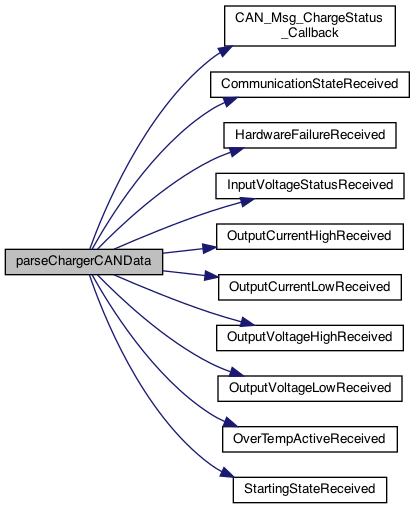 CAN_Msg_ChargeStatus
_Callback
CommunicationStateReceived
HardwareFailureReceived
InputVoltageStatusReceived
OutputCurrentHighReceived
parseChargerCANData
OutputCurrentLowReceived
OutputVoltageHighReceived
OutputVoltageLowReceived
OverTempActiveReceived
StartingStateReceived